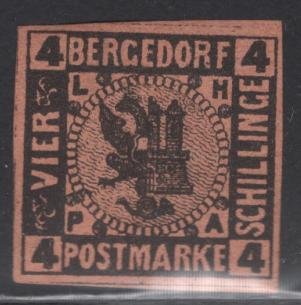 4 BERGEDORF 4
L H
VIER
SCHILLINGE
P A
4 POSTMARKE 4